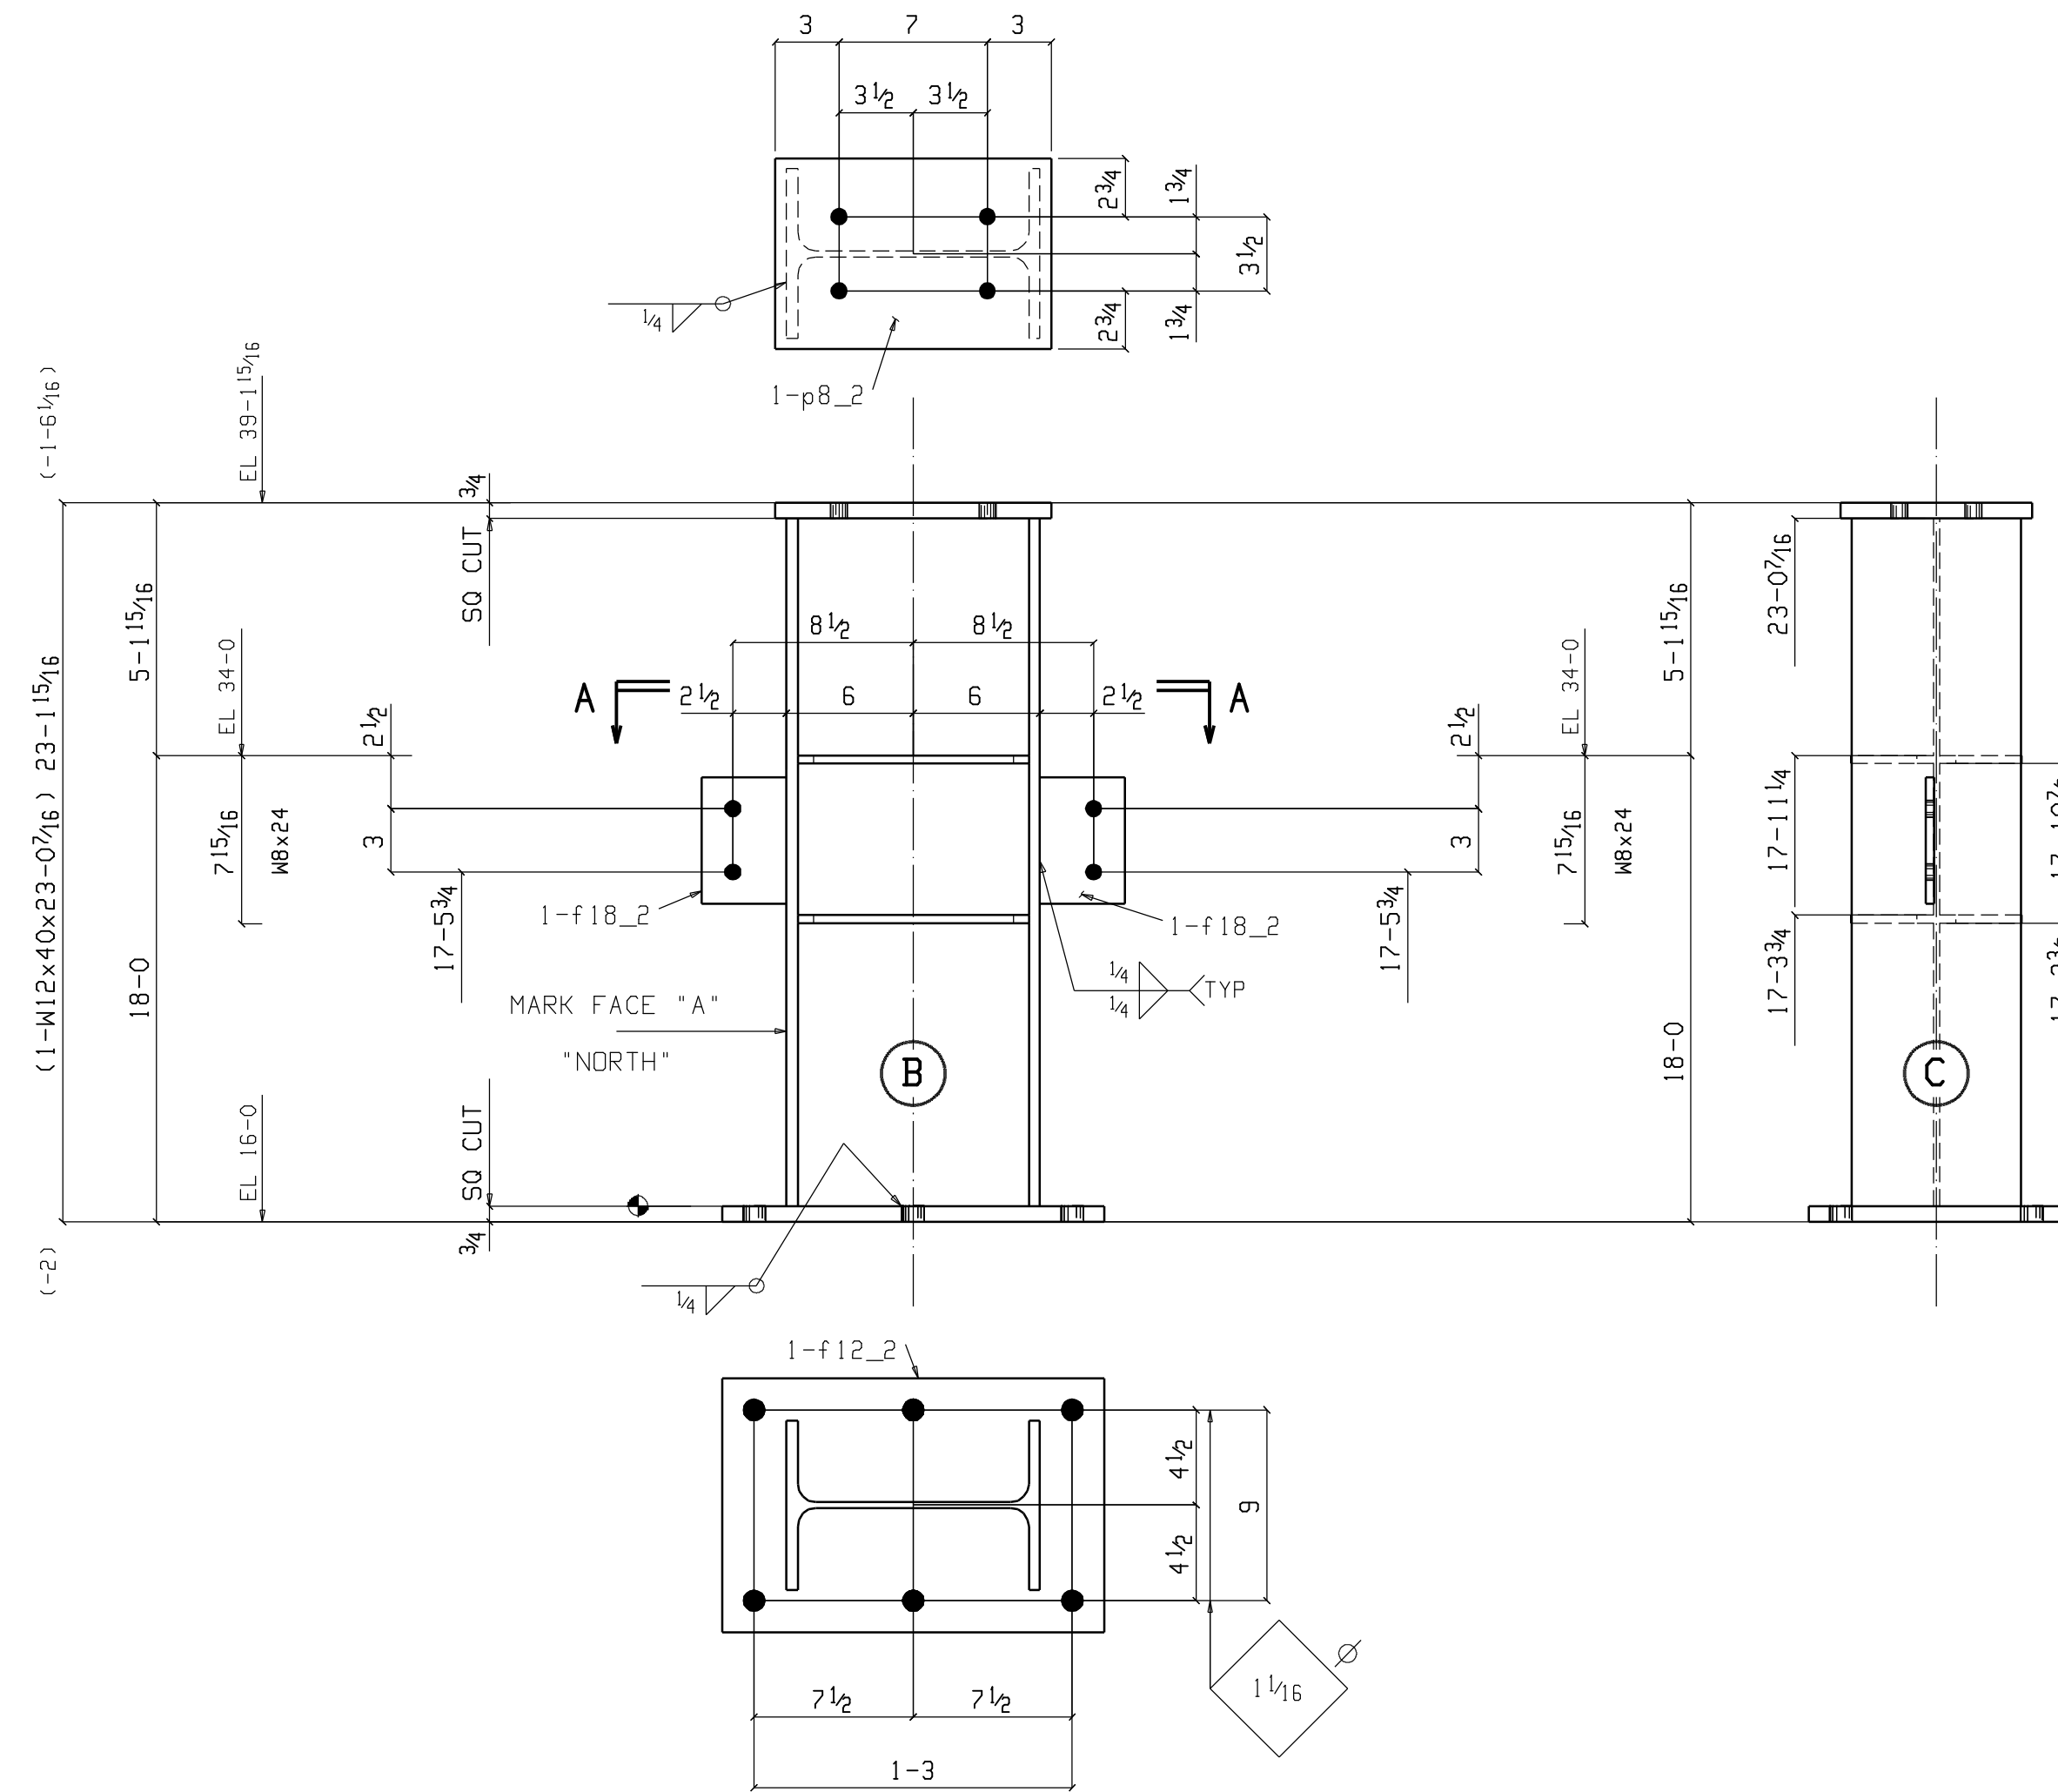 3 7 3
3 1/2 3 1/2
2 3/4
1 3/4
3 1/2
2 3/4
1 3/4
1/4
1-p8_2
(-1-6 1/16)
EL 39-1 15/16
3/4
SQ CUT
23-0 7/16
5-1 15/16
5-1 15/16
8 1/2 8 1/2
A A
2 1/2 6 6 2 1/2
EL 34-0
2 1/2
2 1/2
EL 34-0
(1-W12x40x23-0 7/16) 23-1 15/16
7 15/16
W8x24
3
3
7 15/16
W8x24
17-11 1/4
1-f18_2
1-f18_2
17-5 3/4
17-5 3/4
17-3 3/4
18-0
1/4
1/4
TYP
MARK FACE "A"
"NORTH"
B
C
18-0
EL 16-0
SQ CUT
3/4
(-2)
1/4
1-f12_2
4 1/2
9
4 1/2
1 1/16
Ø
7 1/2 7 1/2
1-3